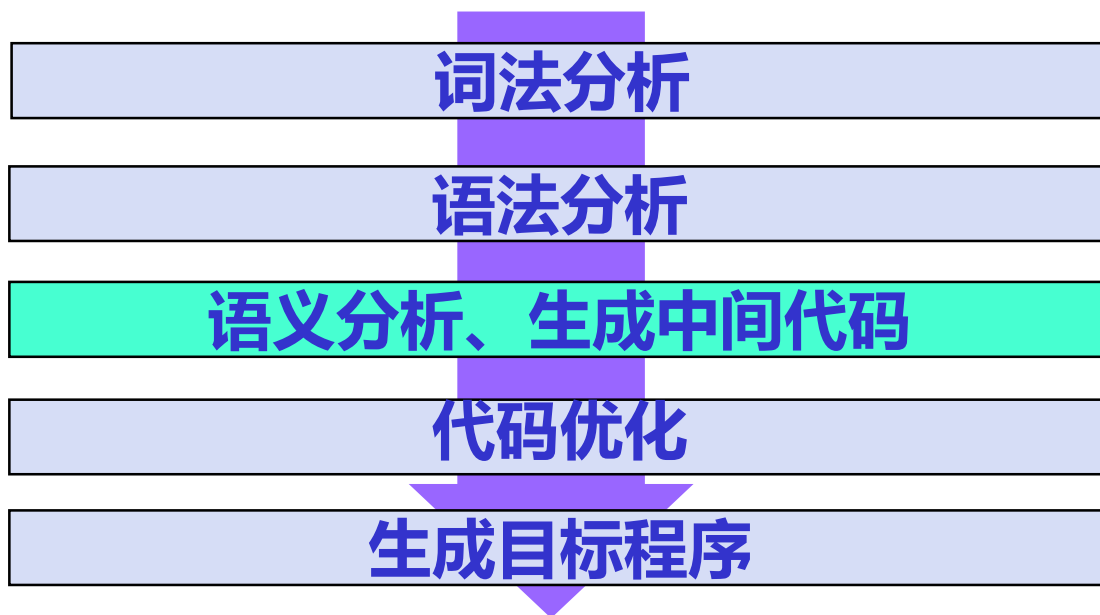 词法分析
语法分析
语义分析、生成中间代码
代码优化
生成目标程序